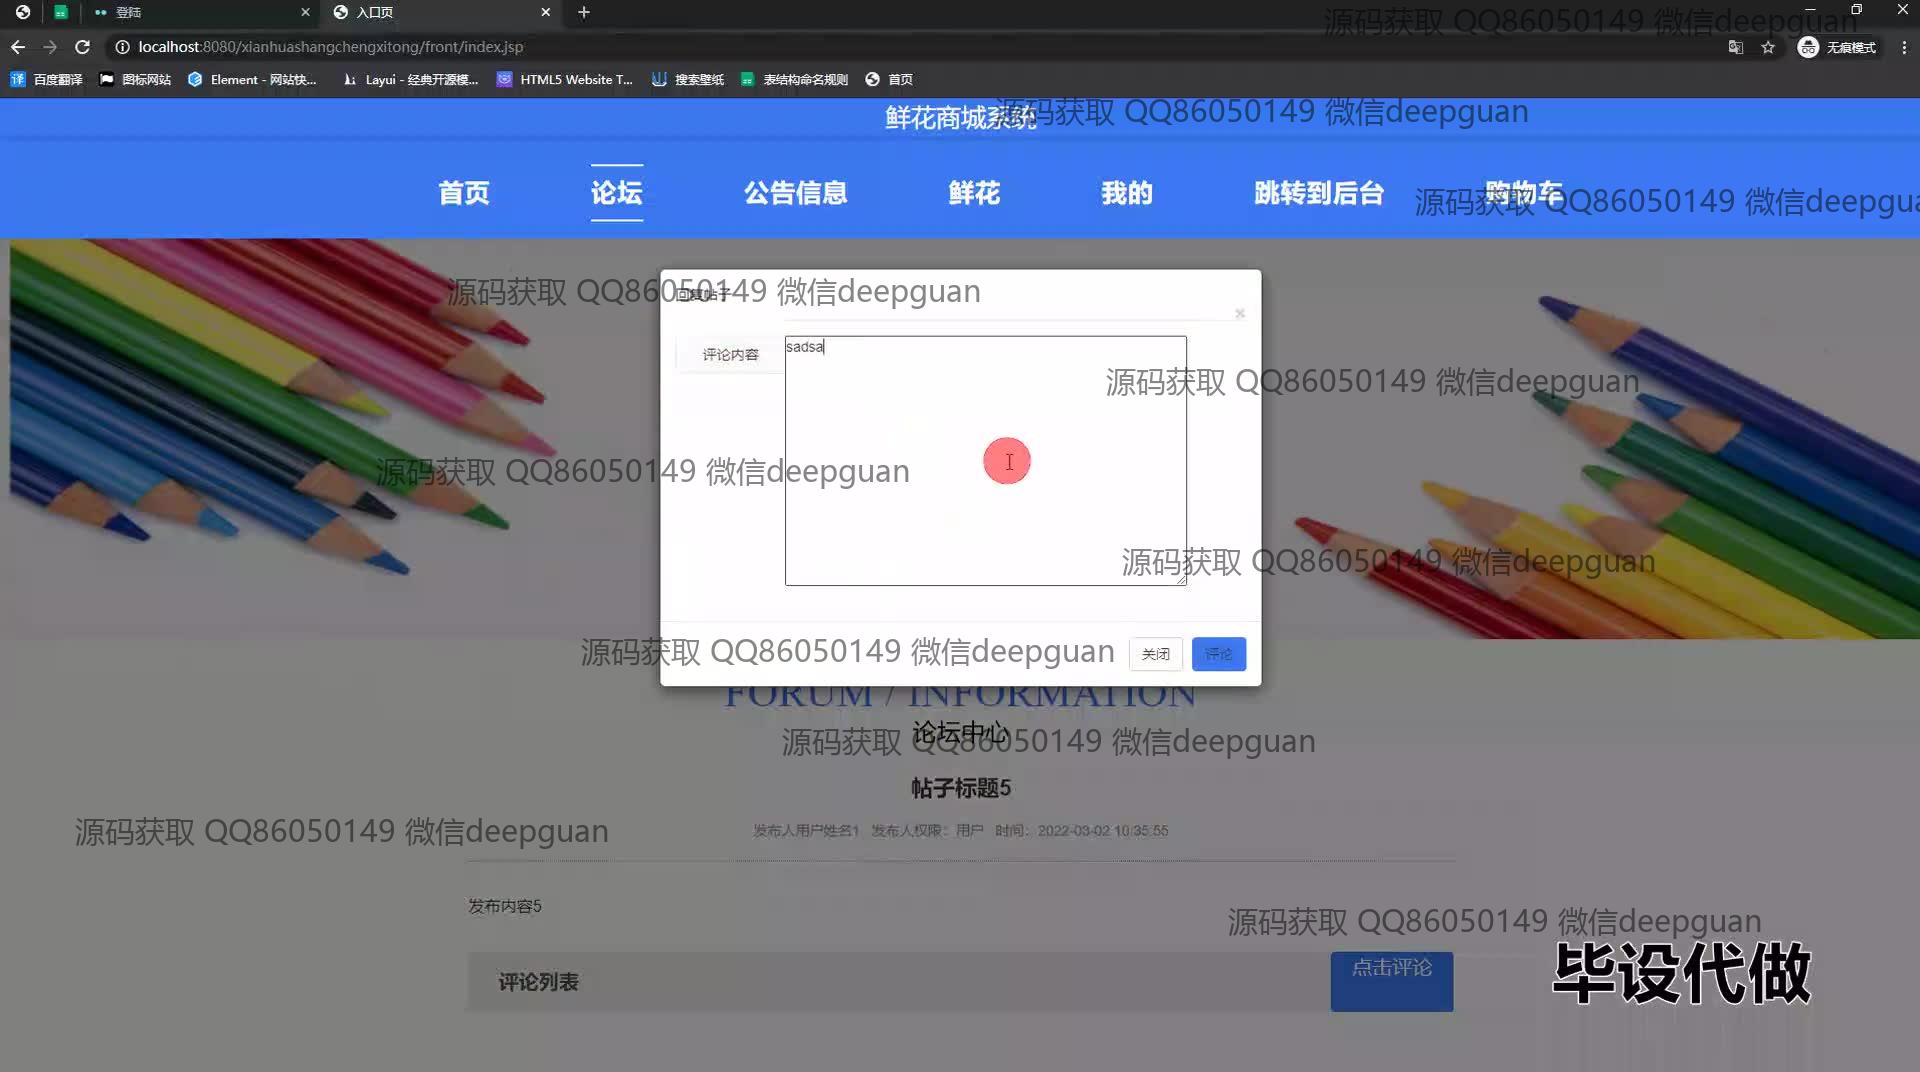 登陆
入口页
localhost:8080/xianhuashangchengxitong/front/index.jsp
无痕模式
百度翻译
图标网站
Element - 网站快...
Layui - 经典开源模...
HTML5 Website T...
搜索壁纸
表结构命名规则
首页
源码获取 QQ86050149 微信deepguan
鲜花商城系统
源码获取 QQ86050149 微信deepguan
首页
论坛
公告信息
鲜花
我的
跳转到后台
购物车
源码获取 QQ86050149 微信deepgua
回复帖子
源码获取 QQ86050149 微信deepguan
评论内容
sadsa
源码获取 QQ86050149 微信deepguan
源码获取 QQ86050149 微信deepguan
源码获取 QQ86050149 微信deepguan
源码获取 QQ86050149 微信deepguan
关闭
评论
FORUM / INFORMATION
论坛中心
源码获取 QQ86050149 微信deepguan
帖子标题5
发布人用户姓名1 发布人权限：用户 时间：2022-03-02 10:35:55
源码获取 QQ86050149 微信deepguan
发布内容5
源码获取 QQ86050149 微信deepguan
评论列表
点击评论
毕设代做